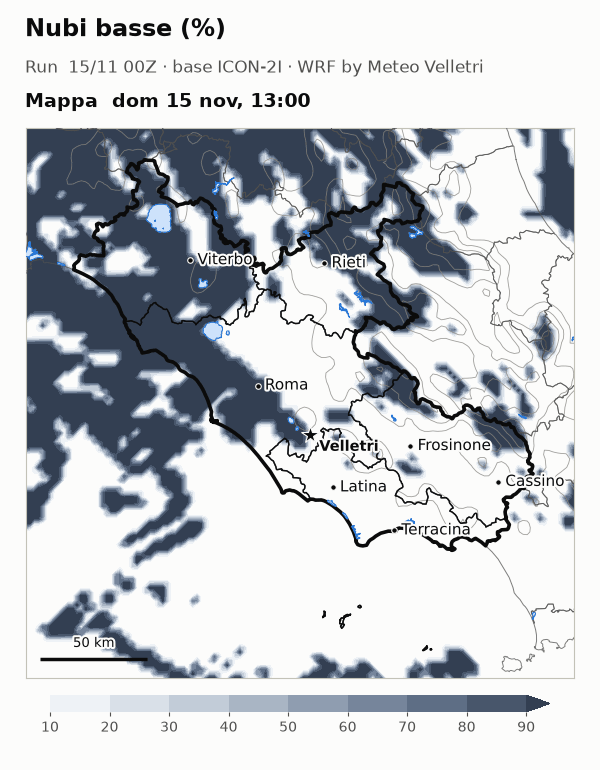 Nubi basse (%)
Run  15/11 00Z · base ICON-2I · WRF by Meteo Velletri
Mappa  dom 15 nov, 13:00
Viterbo
Rieti
Roma
Velletri
Frosinone
Latina
Cassino
Terracina
50 km
10 20 30 40 50 60 70 80 90